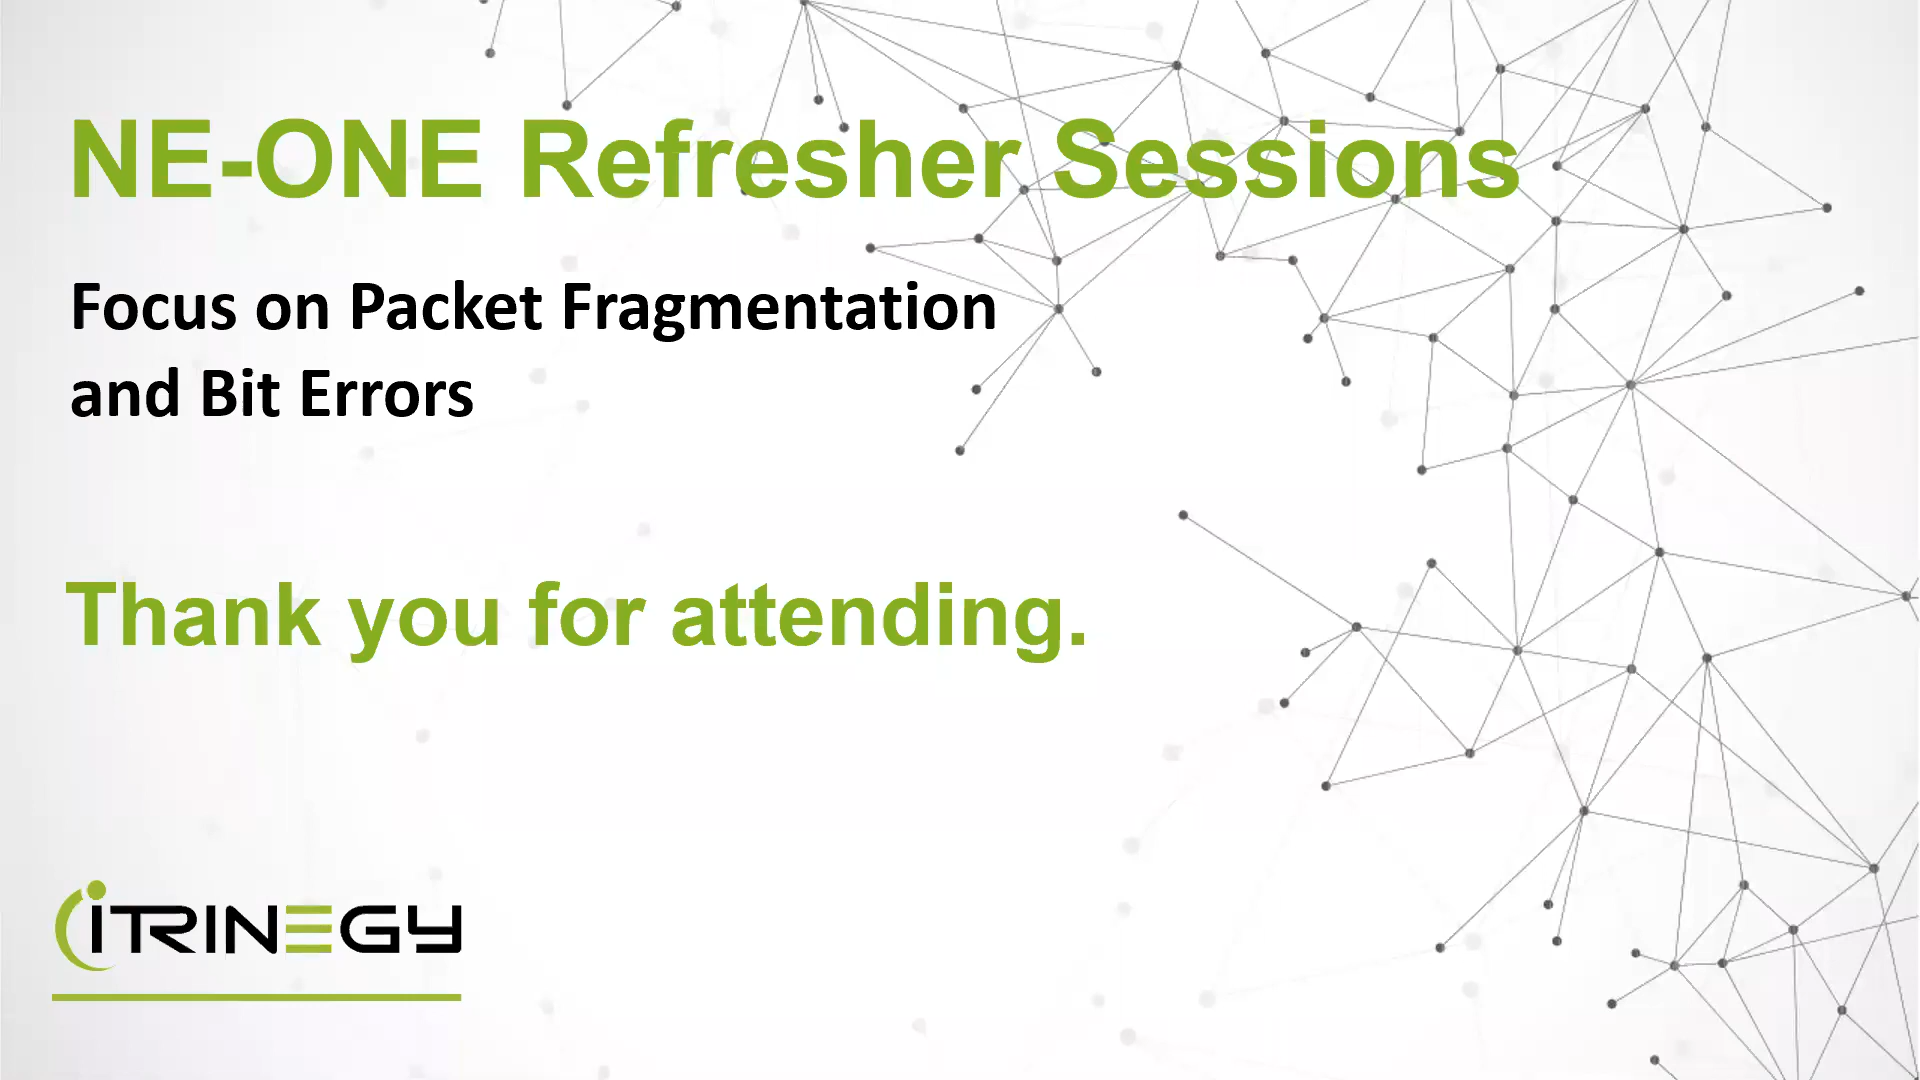 NE-ONE Refresher Sessions
Focus on Packet Fragmentation
and Bit Errors
Thank you for attending.
iTRINEGY